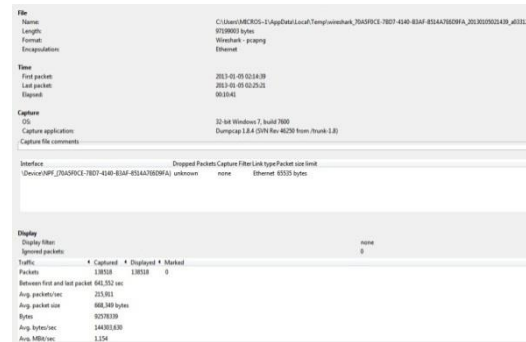 File
Name: C:\Users\MICROS~1\AppData\Local\Temp\wireshark_70A5F0CE-78D7-4140-B3AF-8514A7E6D9FA_20130105021439
Length: 97199003 bytes
Format: Wireshark - pcapng
Encapsulation: Ethernet
Time
First packet: 2013-01-05 02:14:39
Last packet: 2013-01-05 02:25:21
Elapsed: 00:10:41
Capture
OS: 32-bit Windows 7, build 7600
Capture application: Dumpcap 1.8.4 (SVN Rev 46250 from /trunk-1.8)
Capture file comments
Interface Dropped Packets Capture Filter Link type Packet size limit
\Device\NPF_{70A5F0CE-78D7-4140-B3AF-8514A7E6D9FA} unknown none Ethernet 65535 bytes
Display
Display filter: none
Ignored packets: 0
Traffic Captured Displayed Marked
Packets 138518 138518 0
Between first and last packet 641,552 sec
Avg. packets/sec 215,911
Avg. packet size 668,349 bytes
Bytes 92578339
Avg. bytes/sec 144303,630
Avg. MBit/sec 1,154